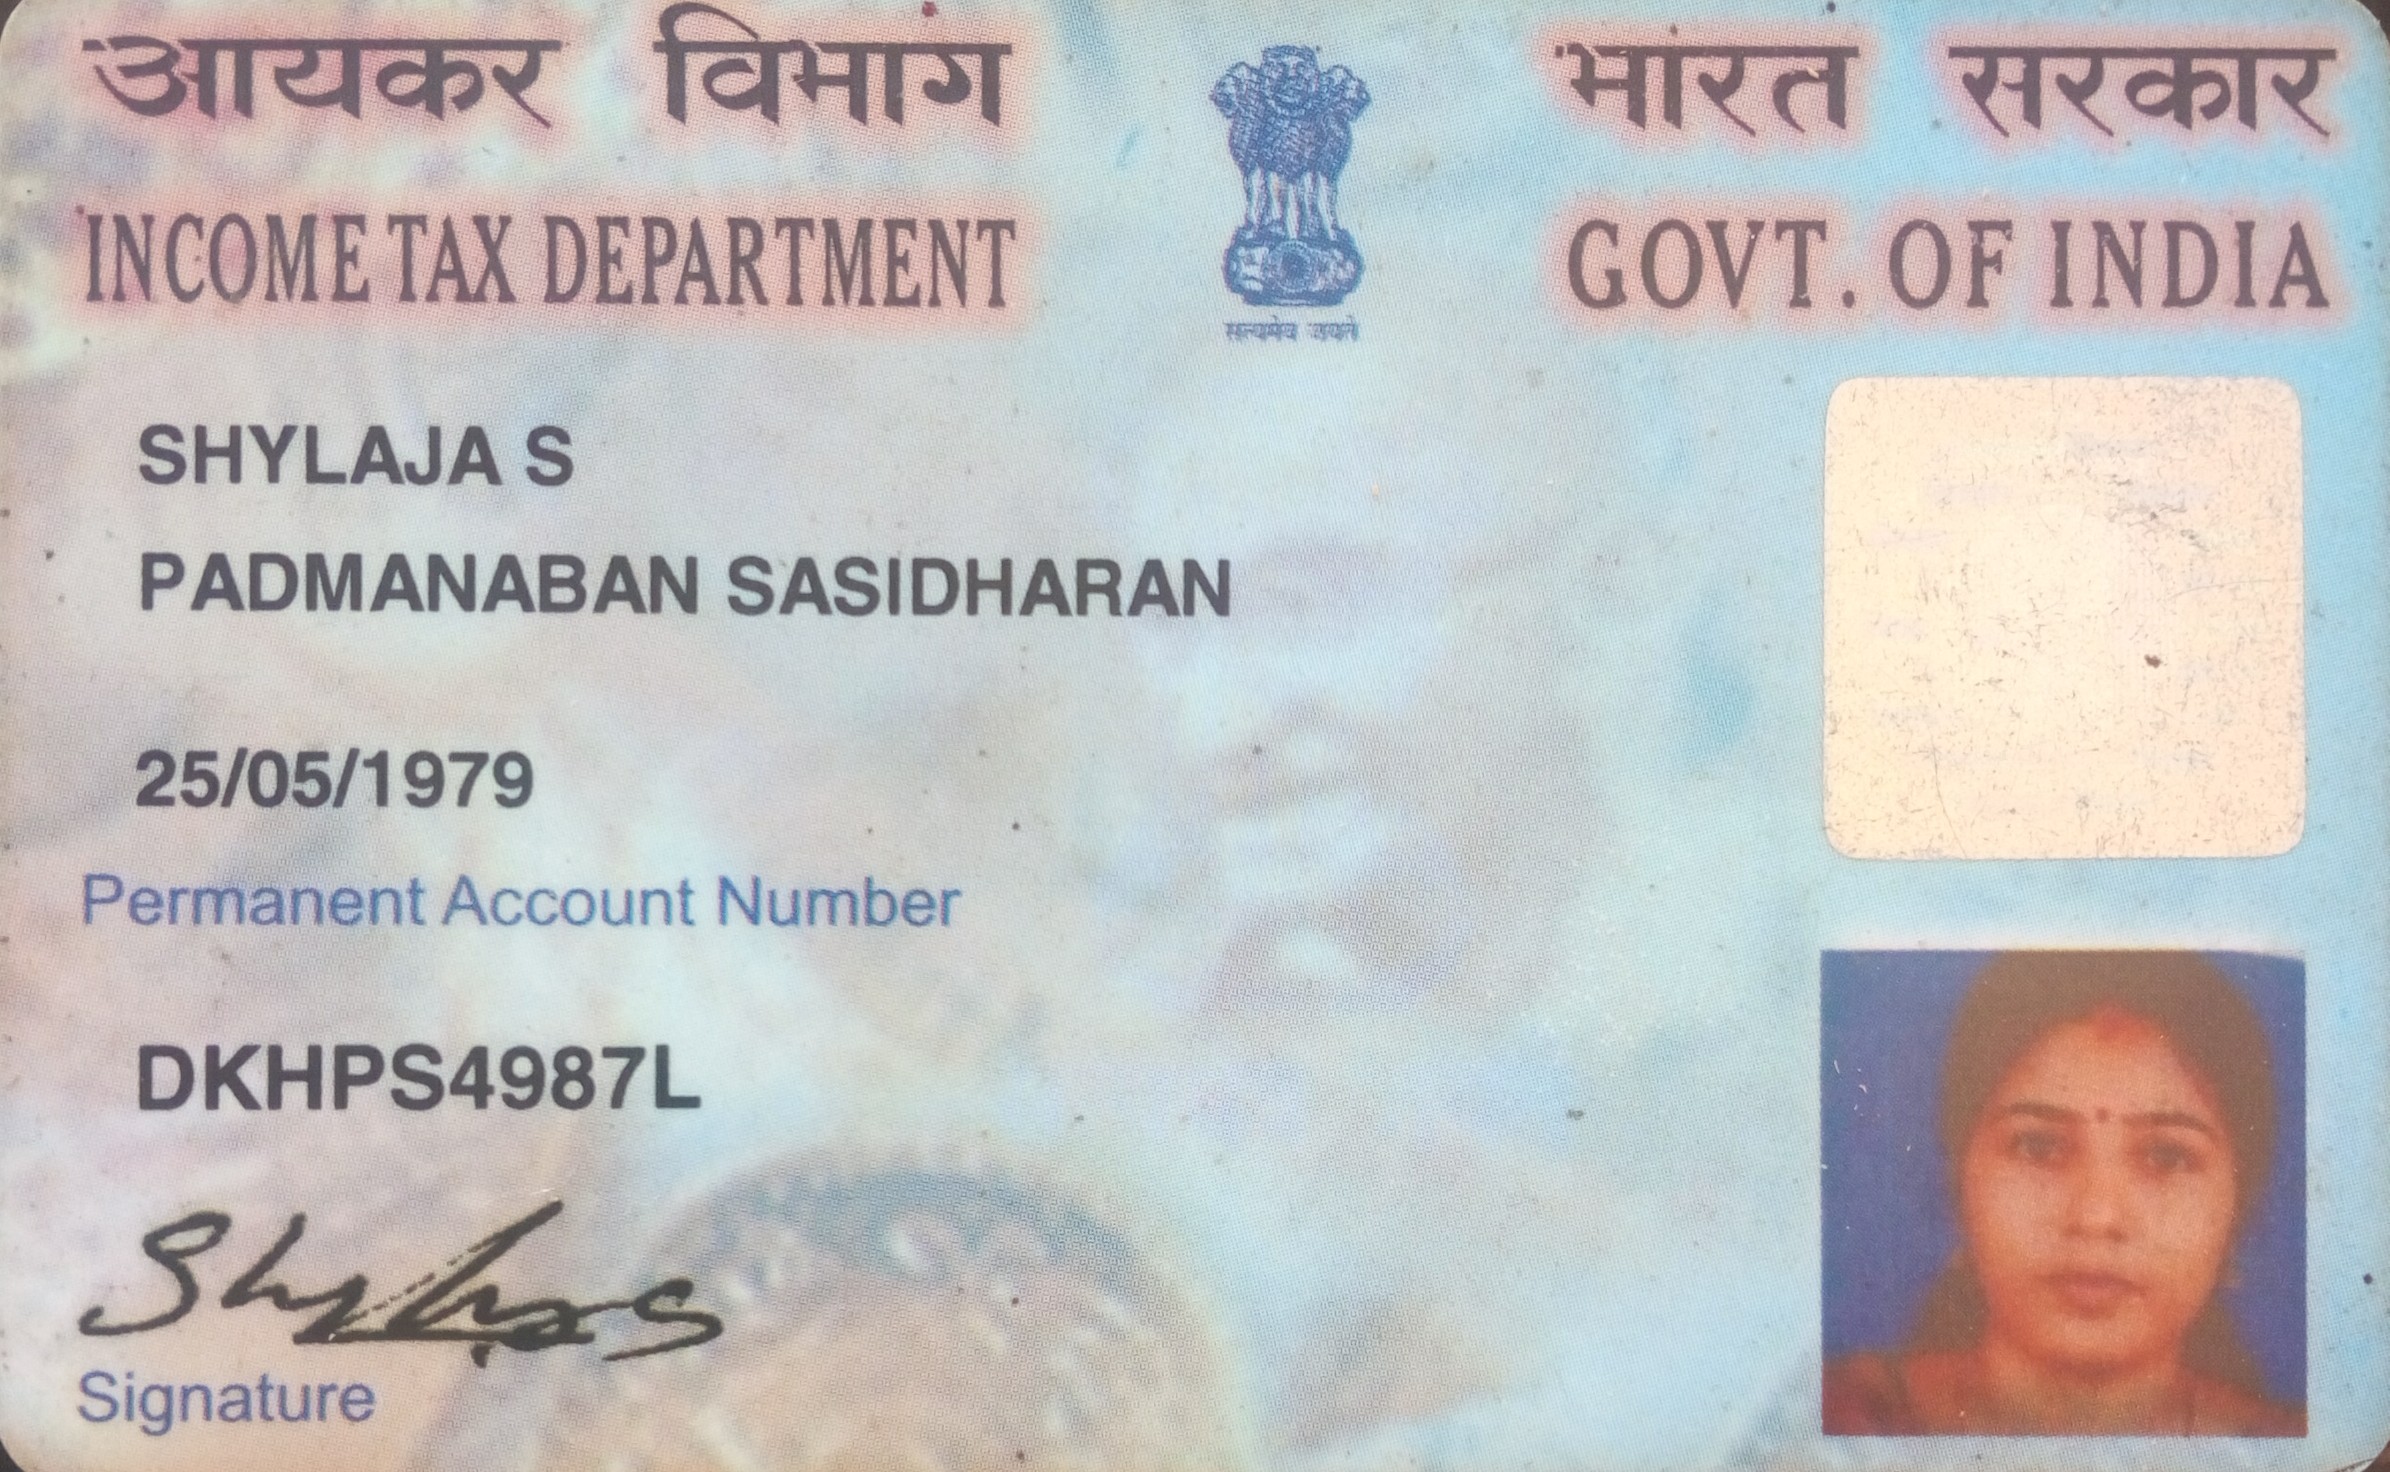 आयकर विभाग
INCOME TAX DEPARTMENT
सत्यमेव जयते
भारत सरकार
GOVT. OF INDIA
SHYLAJA S
PADMANABAN SASIDHARAN
25/05/1979
Permanent Account Number
DKHPS4987L
Shylaja S
Signature